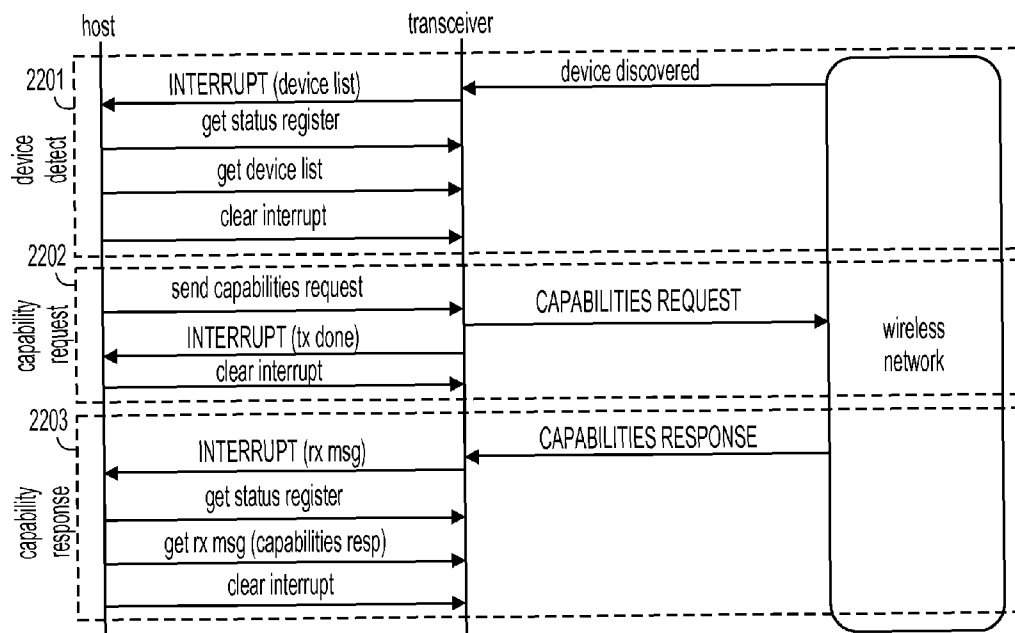 host
transceiver
2201
device
detect
device discovered
INTERRUPT (device list)
get status register
get device list
clear interrupt
2202
capability
request
send capabilities request
CAPABILITIES REQUEST
INTERRUPT (tx done)
clear interrupt
wireless
network
2203
capability
response
CAPABILITIES RESPONSE
INTERRUPT (rx msg)
get status register
get rx msg (capabilities resp)
clear interrupt